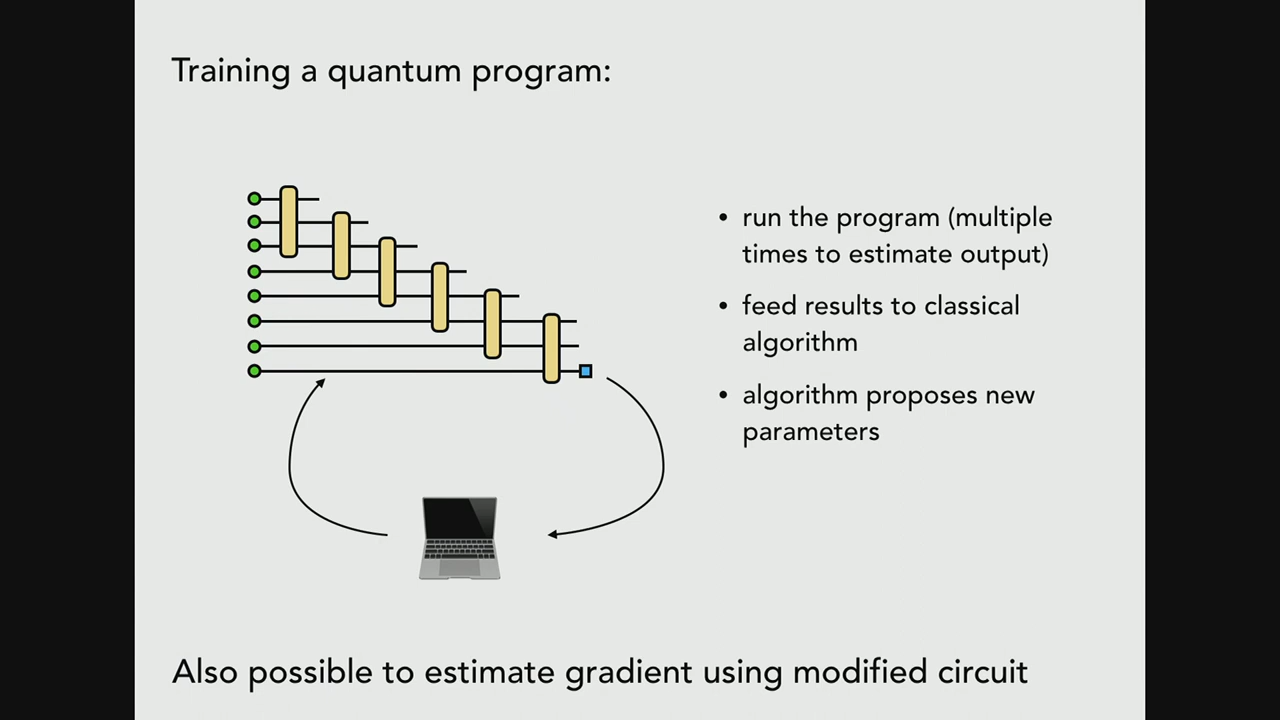 Training a quantum program:
• run the program (multiple
times to estimate output)
• feed results to classical
algorithm
• algorithm proposes new
parameters
Also possible to estimate gradient using modified circuit